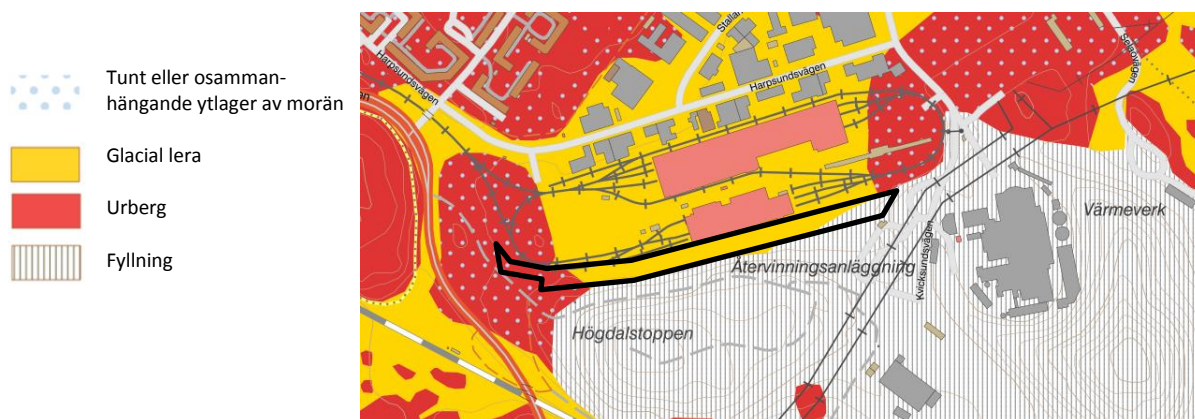 Tunt eller osamman-
hängande ytlager av morän
Glacial lera
Urberg
Fyllning
Harpsundsvägen
Harpsundsvägen
Värmeverk
Återvinningsanläggning
Kvicksundsvägen
Högdalstoppen